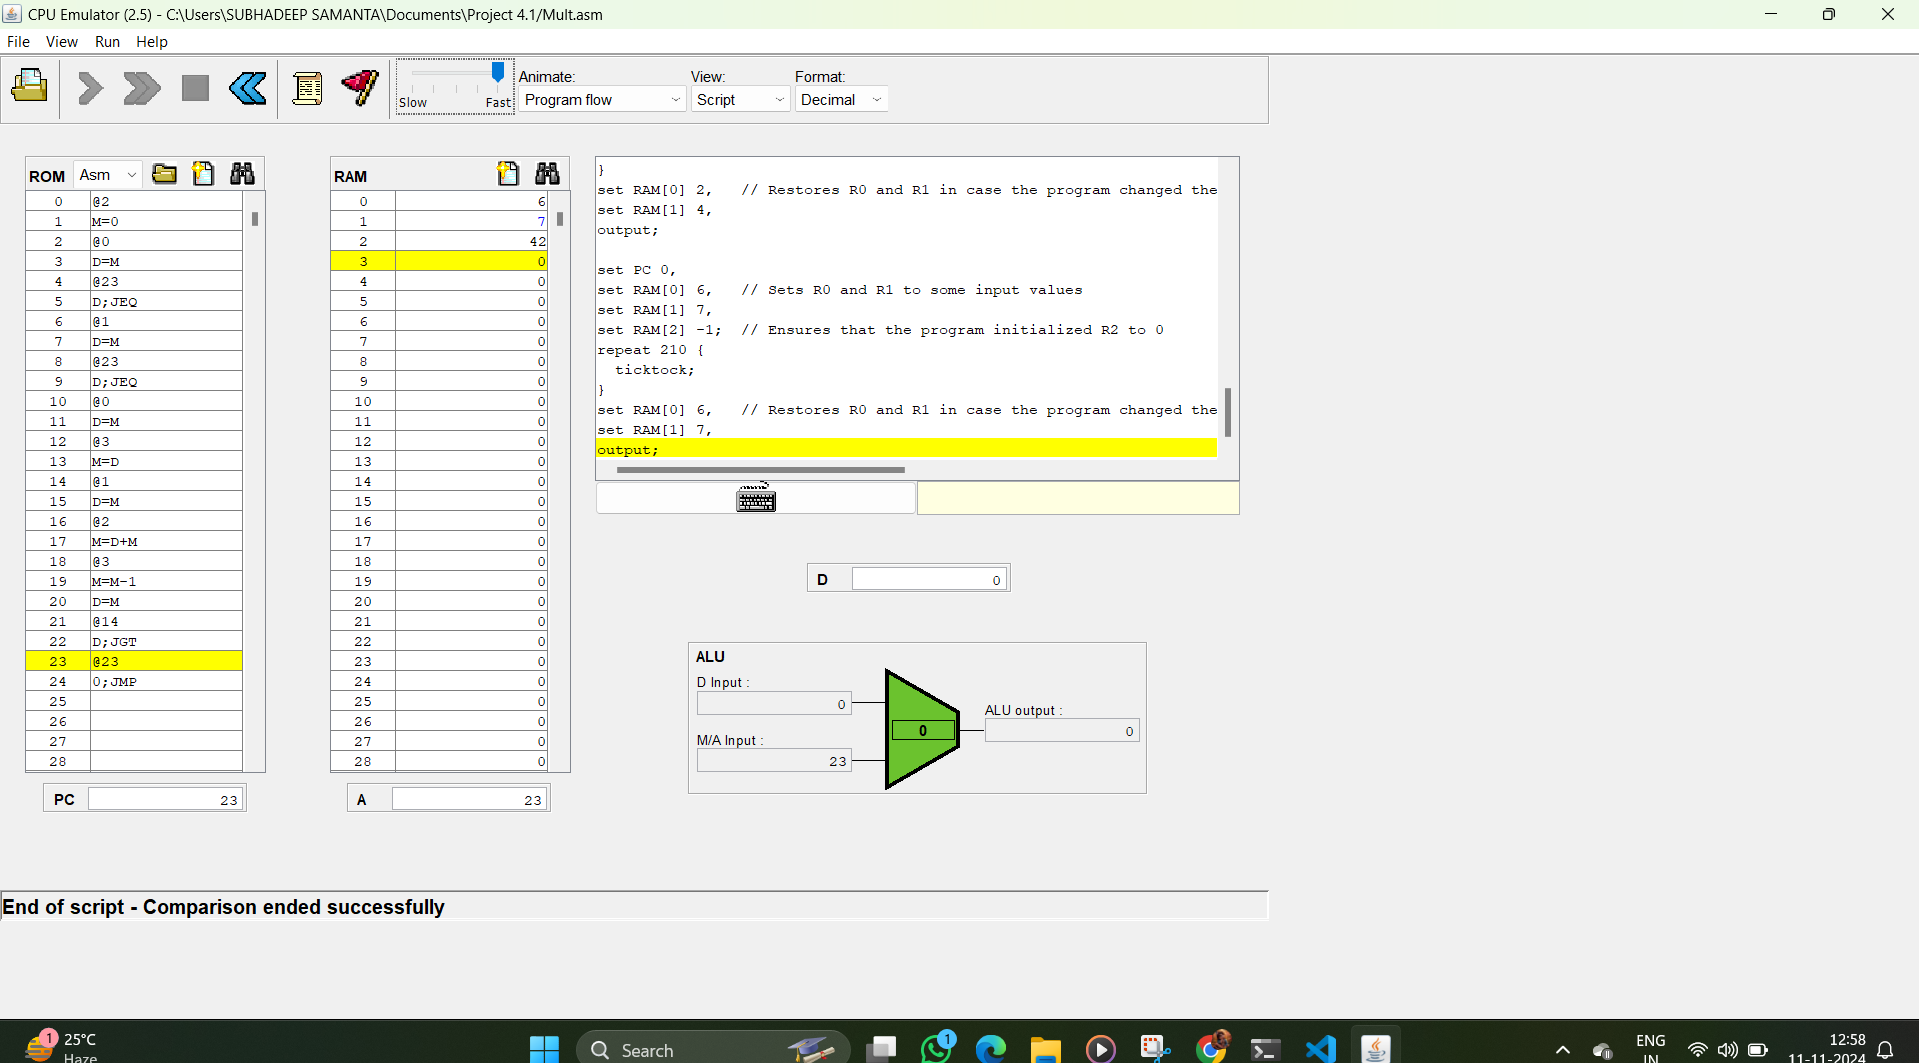 CPU Emulator (2.5) - C:\Users\SUBHADEEP SAMANTA\Documents\Project 4.1/Mult.asm
File View Run Help
Slow Fast
Animate: View: Format:
Program flow Script Decimal
ROM Asm
0 @2
1 M=0
2 @0
3 D=M
4 @23
5 D;JEQ
6 @1
7 D=M
8 @23
9 D;JEQ
10 @0
11 D=M
12 @3
13 M=D
14 @1
15 D=M
16 @2
17 M=D+M
18 @3
19 M=M-1
20 D=M
21 @14
22 D;JGT
23 @23
24 0;JMP
25
26
27
28
PC 23
RAM
0 6
1 7
2 42
3 0
4 0
5 0
6 0
7 0
8 0
9 0
10 0
11 0
12 0
13 0
14 0
15 0
16 0
17 0
18 0
19 0
20 0
21 0
22 0
23 0
24 0
25 0
26 0
27 0
28 0
A 23
}
set RAM[0] 2, // Restores R0 and R1 in case the program changed the
set RAM[1] 4,
output;
set PC 0,
set RAM[0] 6, // Sets R0 and R1 to some input values
set RAM[1] 7,
set RAM[2] -1; // Ensures that the program initialized R2 to 0
repeat 210 {
ticktock;
}
set RAM[0] 6, // Restores R0 and R1 in case the program changed the
set RAM[1] 7,
output;
D 0
ALU
D Input :
0
M/A Input :
23
0
ALU output :
0
End of script - Comparison ended successfully
1
25°C
Haze
Search
1
ENG
IN
12:58
11-11-2024